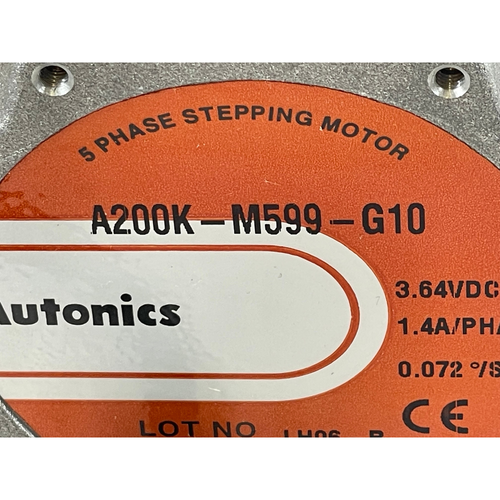 5 PHASE STEPPING MOTOR
A200K-M599-G10
Autonics
3.64VDC
1.4A/PHA
0.072 °/S
CE
LOT NO